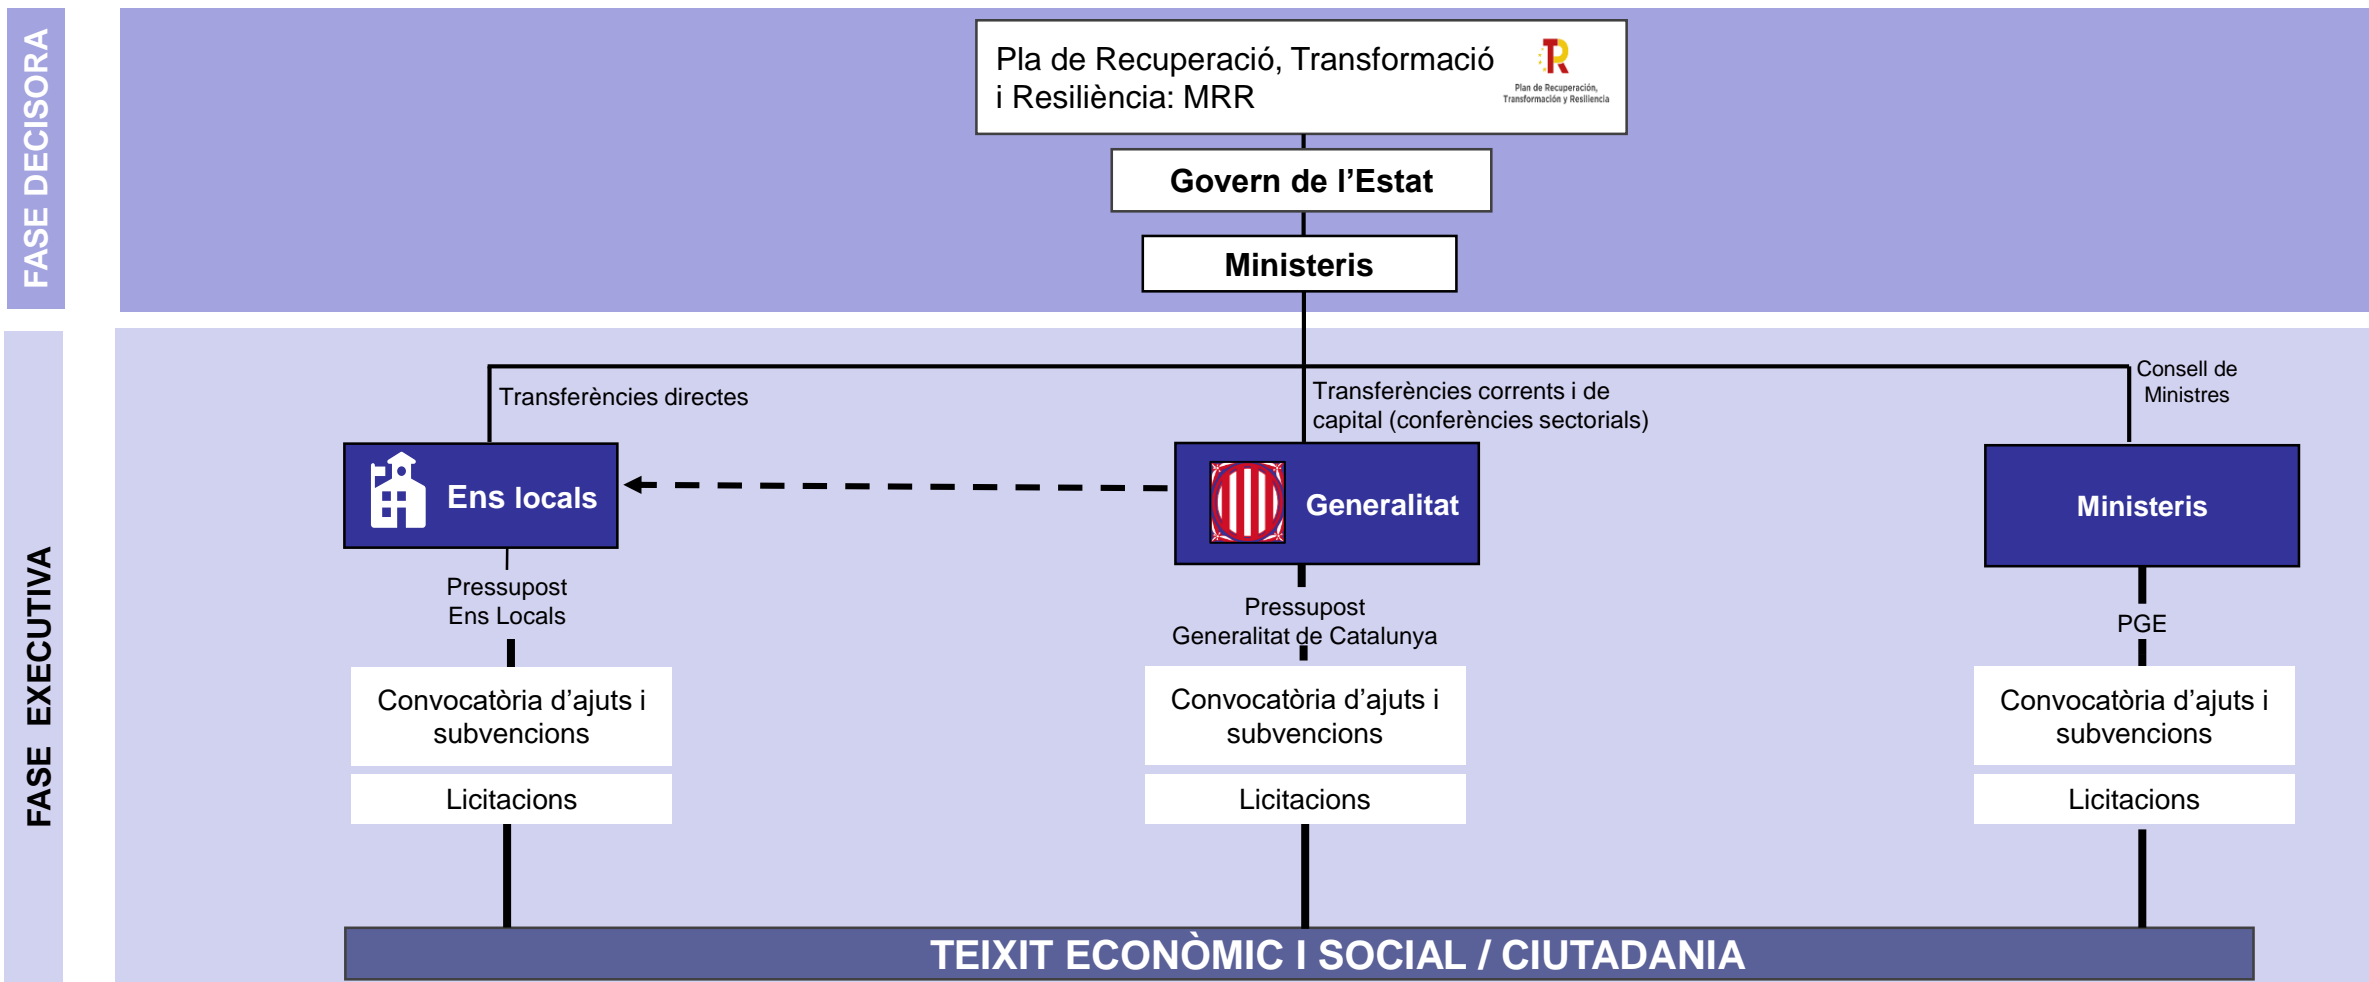 FASE DECISORA
Pla de Recuperació, Transformació
i Resiliència: MRR
Plan de Recuperación,
Transformación y Resiliencia
Govern de l’Estat
Ministeris
FASE EXECUTIVA
Transferències directes
Transferències corrents i de
capital (conferències sectorials)
Consell de
Ministres
Ens locals
Generalitat
Ministeris
Pressupost
Ens Locals
Pressupost
Generalitat de Catalunya
PGE
Convocatòria d’ajuts i
subvencions
Convocatòria d’ajuts i
subvencions
Convocatòria d’ajuts i
subvencions
Licitacions
Licitacions
Licitacions
TEIXIT ECONÒMIC I SOCIAL / CIUTADANIA